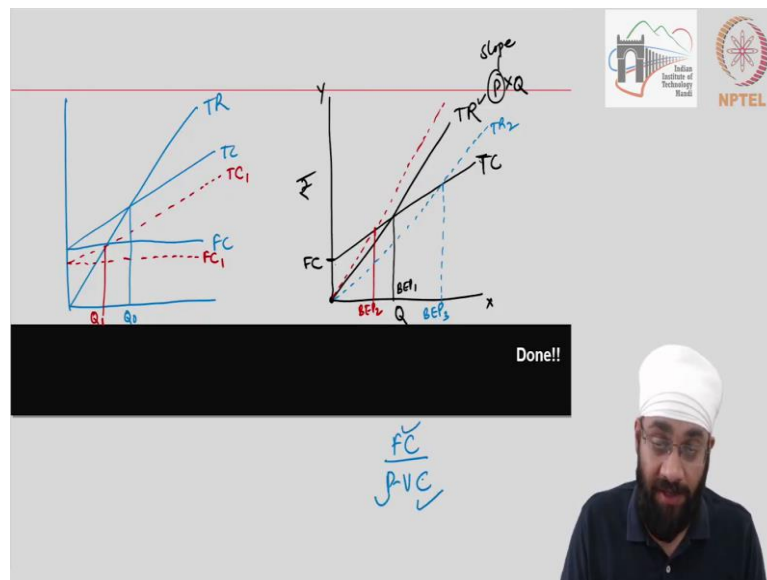 slope
P×Q
Y
TR
TR
TR2
TC
TC
TC1
₹
FC
FC
FC1
BEP1
Q1
Q0
BEP2
Q
BEP3
X
Done!!
FC
P-VC
Indian
Institute of
Technology
Mandi
NPTEL